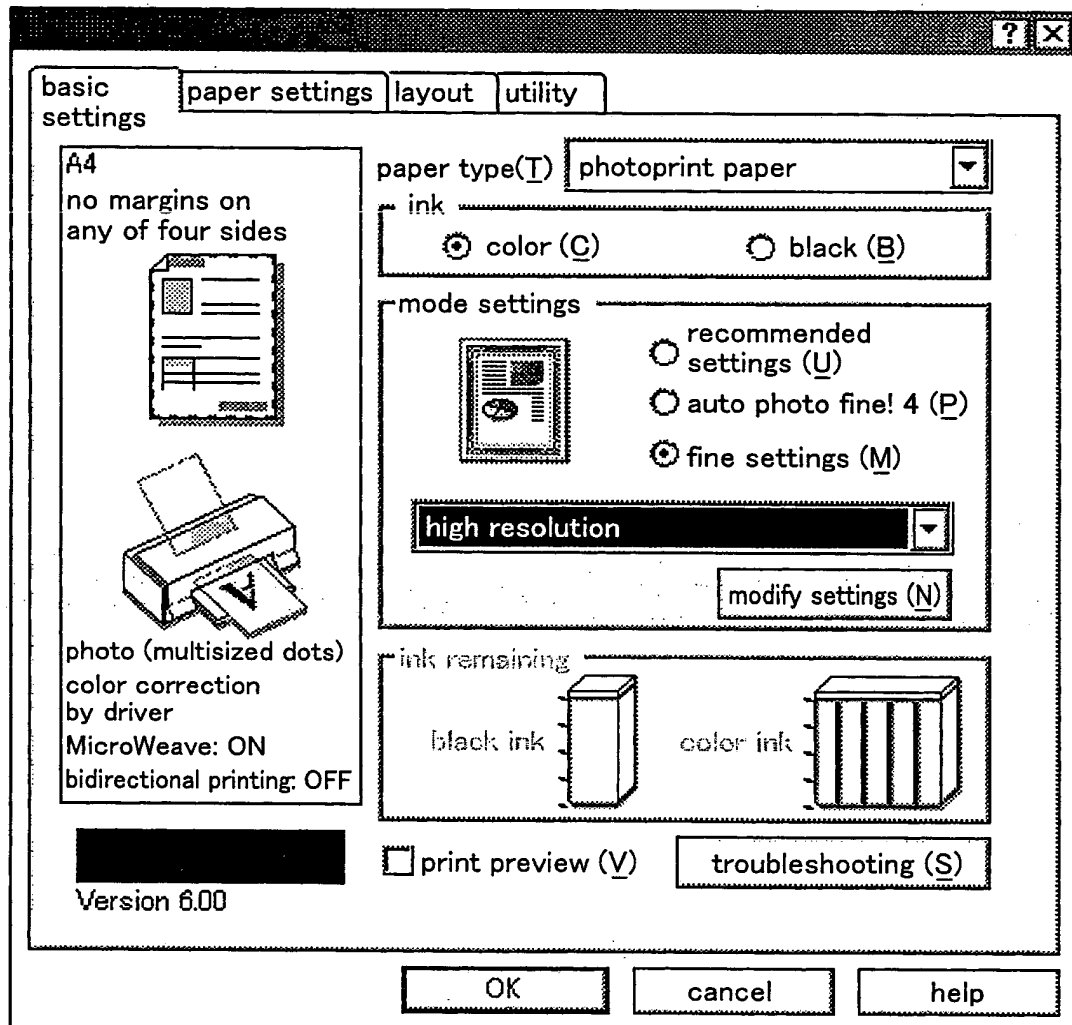 ? X
basic
settings
paper settings
layout
utility
A4
no margins on
any of four sides
photo (multisized dots)
color correction
by driver
MicroWeave: ON
bidirectional printing: OFF
Version 6.00
paper type(T) photoprint paper
ink
color (C) black (B)
mode settings
recommended
settings (U)
auto photo fine! 4 (P)
fine settings (M)
high resolution
modify settings (N)
ink remaining
black ink color ink
print preview (V) troubleshooting (S)
OK cancel help